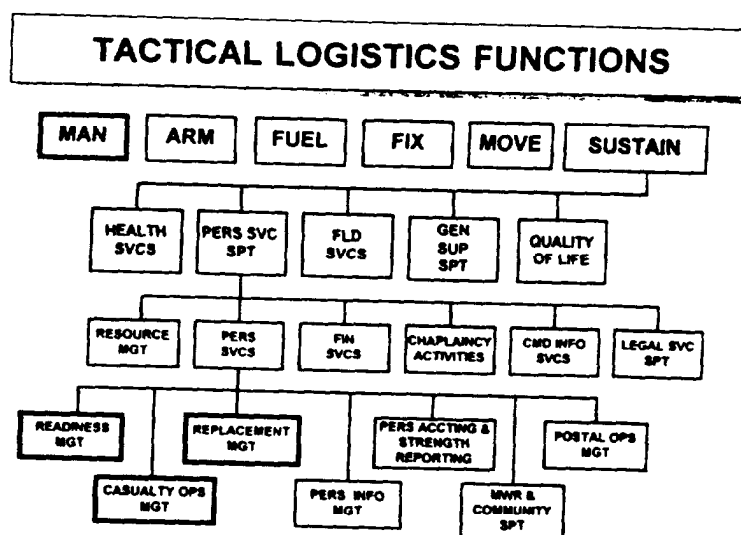 TACTICAL LOGISTICS FUNCTIONS
MAN ARM FUEL FIX MOVE SUSTAIN
HEALTH
SVCS
PERS SVC
SPT
FLD
SVCS
GEN
SUP
SPT
QUALITY
OF LIFE
RESOURCE
MGT
PERS
SVCS
FIN
SVCS
CHAPLAINCY
ACTIVITIES
CMD INFO
SVCS
LEGAL SVC
SPT
READINESS
MGT
REPLACEMENT
MGT
PERS ACCTING &
STRENGTH
REPORTING
POSTAL OPS
MGT
CASUALTY OPS
MGT
PERS INFO
MGT
MWR &
COMMUNITY
SPT